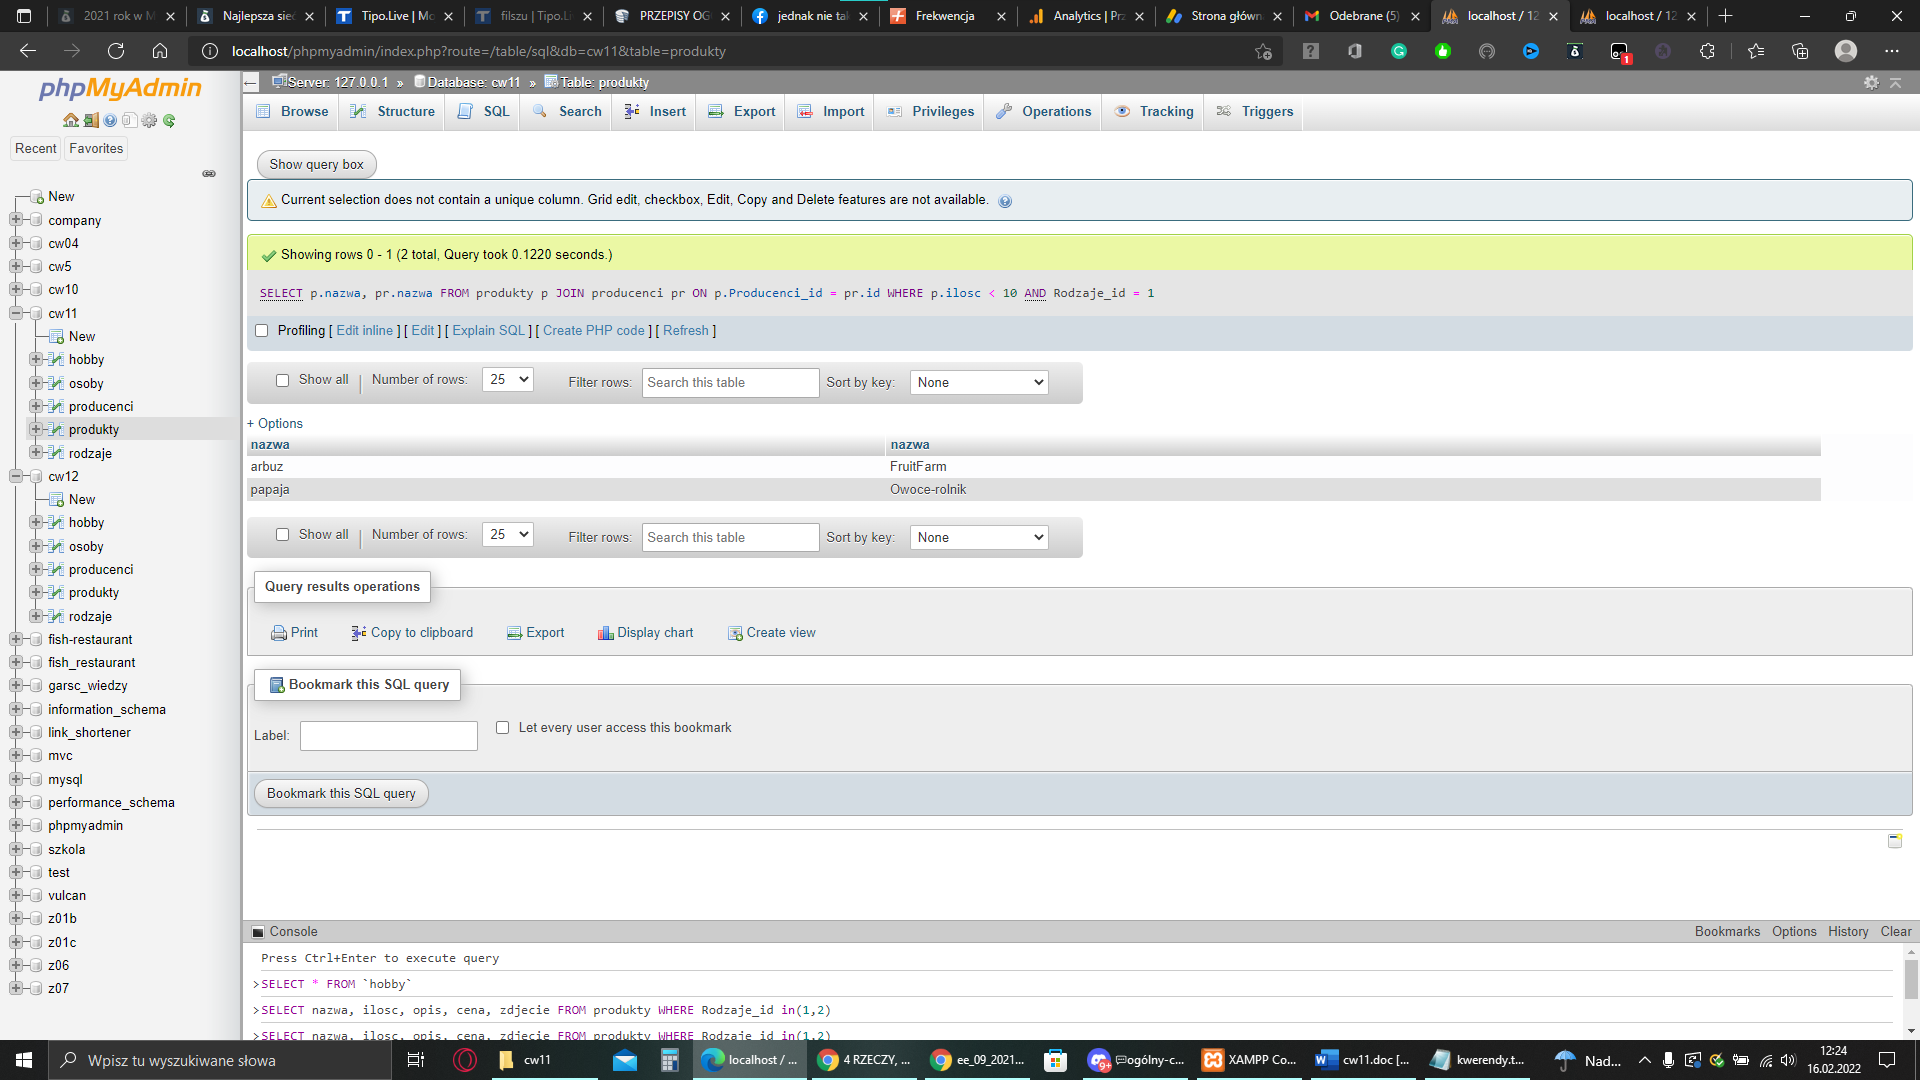 2021 rok w M
Najlepsza sieć
Tipo.Live | Mo
filszu | Tipo.Li
PRZEPISY OG
jednak nie tak
Frekwencja
Analytics | Prz
Strona główn
Odebrane (5)
localhost / 12
localhost / 12
localhost/phpmyadmin/index.php?route=/table/sql&db=cw11&table=produkty
1
phpMyAdmin
Recent
Favorites
New
company
cw04
cw5
cw10
cw11
New
hobby
osoby
producenci
produkty
rodzaje
cw12
New
hobby
osoby
producenci
produkty
rodzaje
fish-restaurant
fish_restaurant
garsc_wiedzy
information_schema
link_shortener
mvc
mysql
performance_schema
phpmyadmin
szkola
test
vulcan
z01b
z01c
z06
z07
Server: 127.0.0.1 » Database: cw11 » Table: produkty
Browse Structure SQL Search Insert Export Import Privileges Operations Tracking Triggers
Show query box
Current selection does not contain a unique column. Grid edit, checkbox, Edit, Copy and Delete features are not available.
Showing rows 0 - 1 (2 total, Query took 0.1220 seconds.)
SELECT p.nazwa, pr.nazwa FROM produkty p JOIN producenci pr ON p.Producenci_id = pr.id WHERE p.ilosc < 10 AND Rodzaje_id = 1
Profiling [ Edit inline ] [ Edit ] [ Explain SQL ] [ Create PHP code ] [ Refresh ]
Show all | Number of rows: 25 Filter rows: Search this table Sort by key: None
+ Options
nazwa nazwa
arbuz FruitFarm
papaja Owoce-rolnik
Show all | Number of rows: 25 Filter rows: Search this table Sort by key: None
Query results operations
Print Copy to clipboard Export Display chart Create view
Bookmark this SQL query
Label: Let every user access this bookmark
Bookmark this SQL query
Console Bookmarks Options History Clear
Press Ctrl+Enter to execute query
>SELECT * FROM `hobby`
>SELECT nazwa, ilosc, opis, cena, zdjecie FROM produkty WHERE Rodzaje_id in(1,2)
>SELECT nazwa, ilosc, opis, cena, zdjecie FROM produkty WHERE Rodzaje_id in(1,2)
Wpisz tu wyszukiwane słowa
cw11
localhost / ...
4 RZECZY, ...
ee_09_2021...
9+
ogólny-c...
XAMPP Co...
cw11.doc [...
kwerendy.t...
Nad...
12:24
16.02.2022